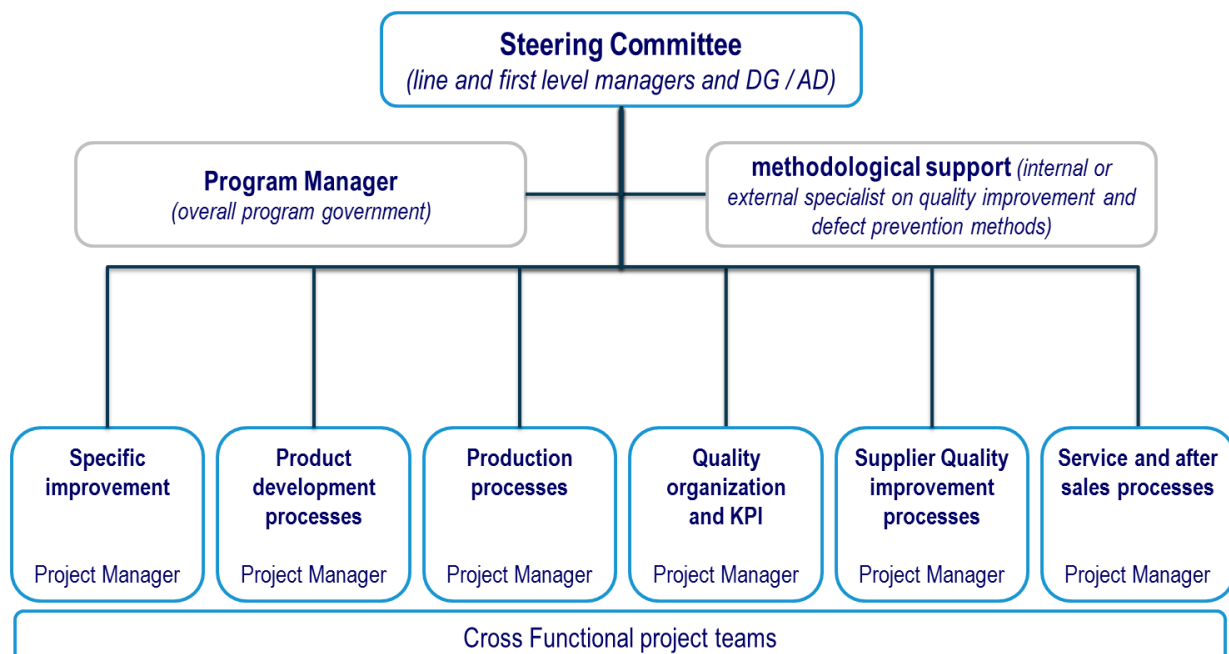 Steering Committee
(line and first level managers and DG / AD)
Program Manager
(overall program government)
methodological support (internal or
external specialist on quality improvement and
defect prevention methods)
Specific
improvement
Project Manager
Product
development
processes
Project Manager
Production
processes
Project Manager
Quality
organization
and KPI
Project Manager
Supplier Quality
improvement
processes
Project Manager
Service and after
sales processes
Project Manager
Cross Functional project teams